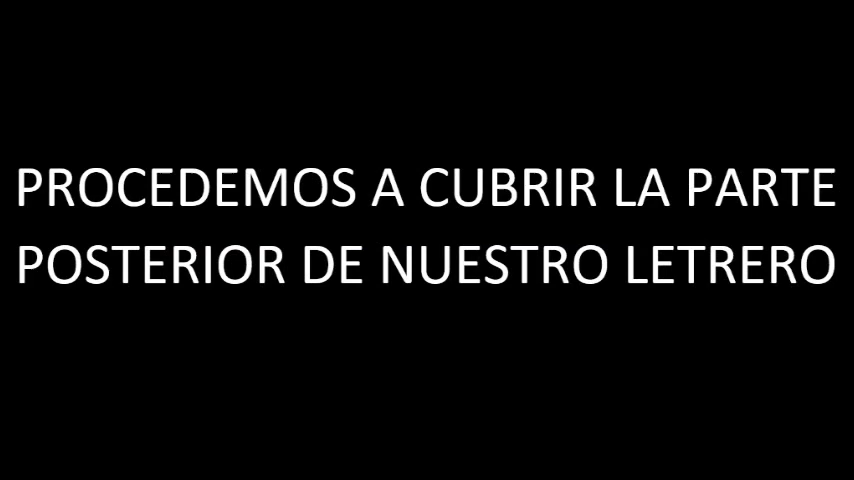 PROCEDEMOS A CUBRIR LA PARTE
POSTERIOR DE NUESTRO LETRERO